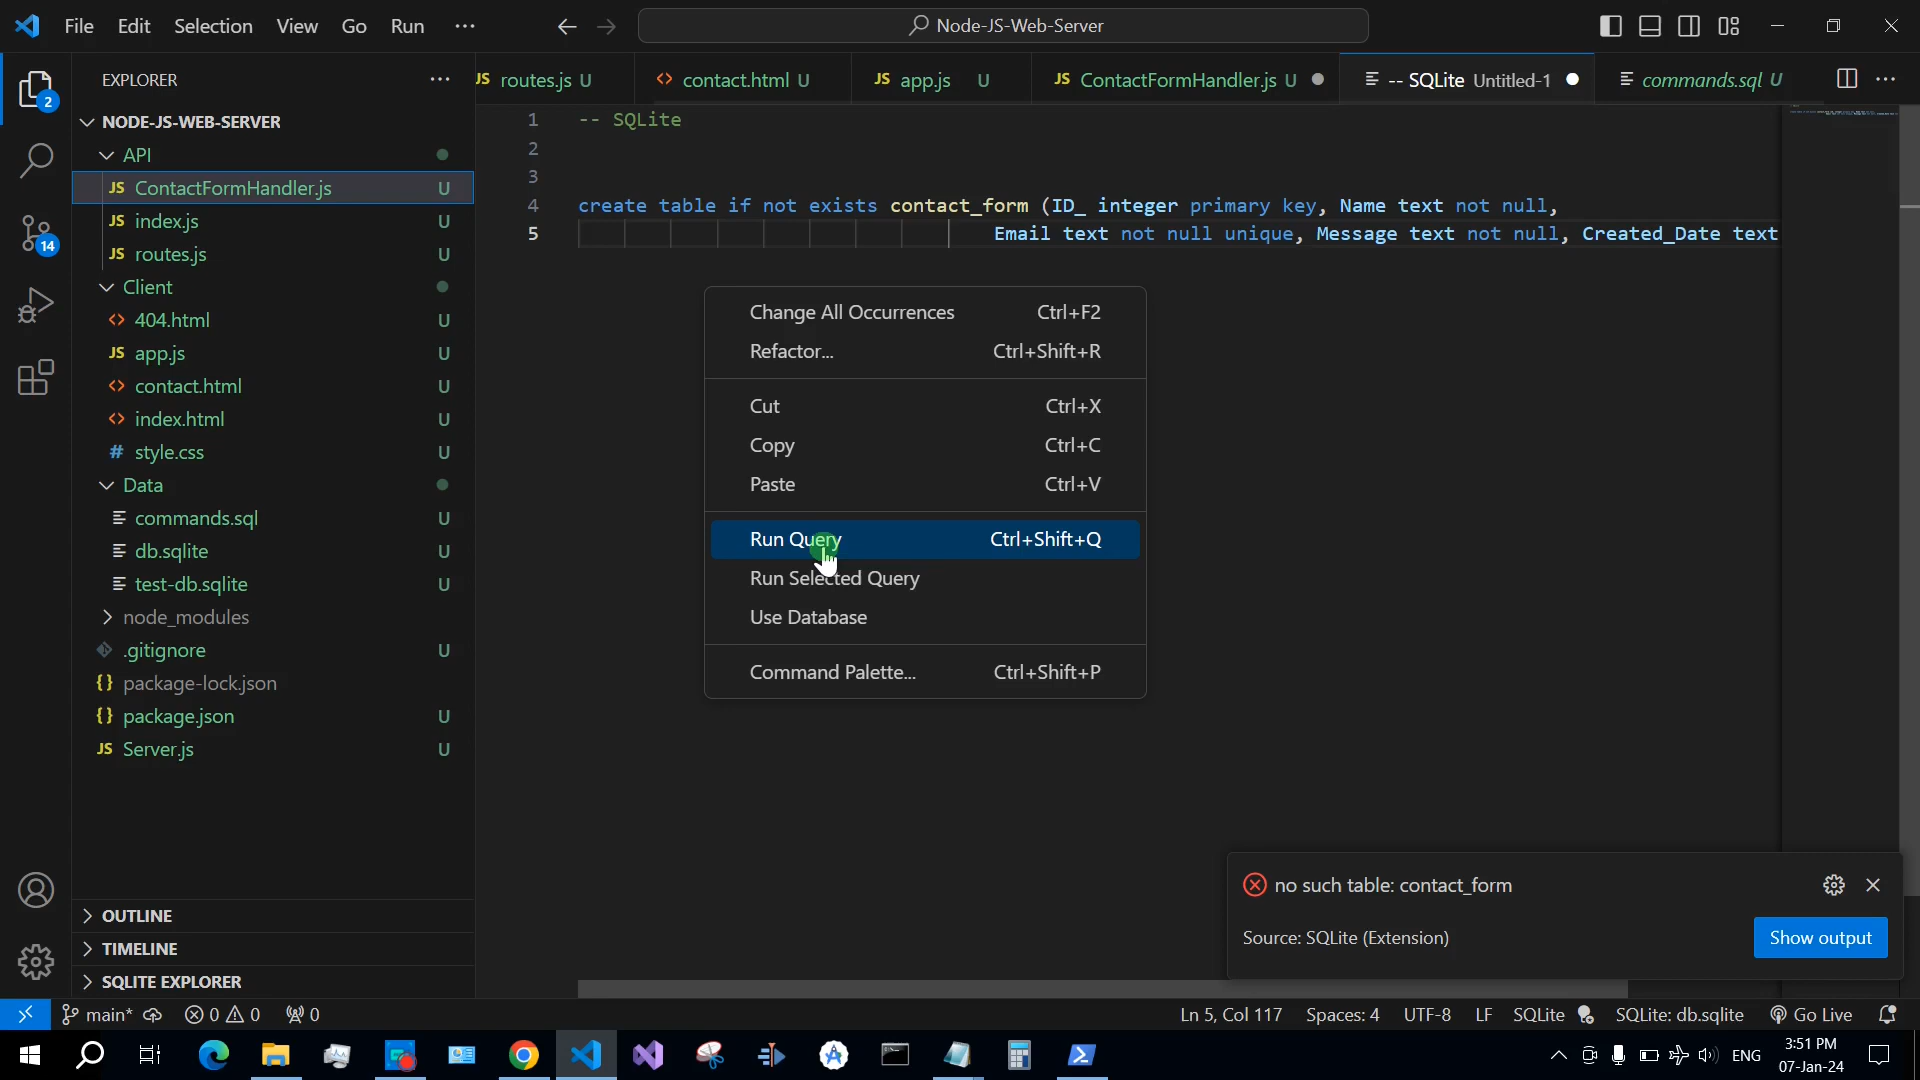 File Edit Selection View Go Run ··· Node-JS-Web-Server
EXPLORER ···
JS routes.js U <> contact.html U JS app.js U JS ContactFormHandler.js U -- SQLite Untitled-1 commands.sql U ···
NODE-JS-WEB-SERVER
API
JS ContactFormHandler.js U
JS index.js U
JS routes.js U
Client
<> 404.html U
JS app.js U
<> contact.html U
<> index.html U
# style.css U
Data
commands.sql U
db.sqlite U
test-db.sqlite U
node_modules
.gitignore U
{} package-lock.json
{} package.json U
JS Server.js U
OUTLINE
TIMELINE
SQLITE EXPLORER
2
14
1 -- SQLite
2
3
4 create table if not exists contact_form (ID_ integer primary key, Name text not null,
5 Email text not null unique, Message text not null, Created_Date text
Change All Occurrences Ctrl+F2
Refactor... Ctrl+Shift+R
Cut Ctrl+X
Copy Ctrl+C
Paste Ctrl+V
Run Query Ctrl+Shift+Q
Run Selected Query
Use Database
Command Palette... Ctrl+Shift+P
no such table: contact_form
Source: SQLite (Extension) Show output
main* 0 0 0 Ln 5, Col 117 Spaces: 4 UTF-8 LF SQLite SQLite: db.sqlite Go Live
ENG 3:51 PM
07-Jan-24